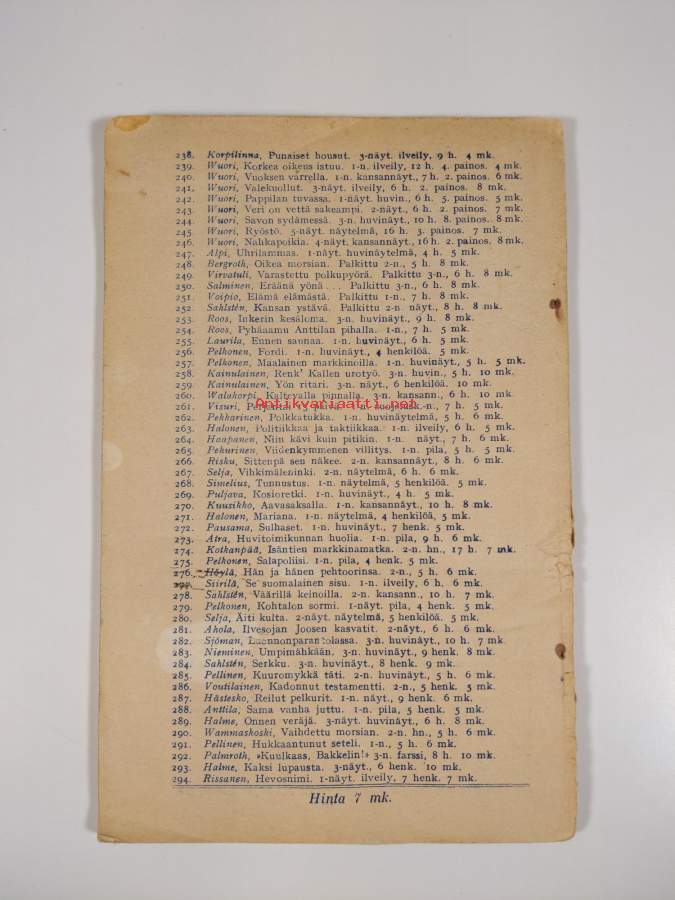 238. Korpilinna, Punaiset housut. 3-näyt. ilveily, 9 h. 4 mk.
239. Wuori, Korkea oikeus istuu. 1-n. ilveily, 12 h. 4. painos. 4 mk.
240. Wuori, Vuoksen varrella. 1-n. kansannäyt., 7 h. 2. painos. 6 mk.
241. Wuori, Valekuollut. 3-näyt. ilveily, 6 h. 2. painos. 8 mk.
242. Wuori, Pappilan tuvassa. 1-näyt. huvin., 6 h. 5. painos. 5 mk.
243. Wuori, Veri on vettä sakeampi. 2-näyt., 6 h. 2. painos. 7 mk.
244. Wuori, Savon sydämessä. 3-n. huvinäyt., 10 h. 8. painos. 8 mk.
245. Wuori, Ryöstö. 5-näyt. näytelmä, 16 h. 3. painos. 7 mk.
246. Wuori, Nahkapoikia. 4-näyt. kansannäyt., 16 h. 2. painos. 8 mk.
247. Alpi, Uhrilammas. 1-näyt. huvinäytelmä, 4 h. 5 mk.
248. Bergroth, Oikea morsian. Palkittu 2-n., 5 h. 8 mk.
249. Virvatuli, Varastettu polkupyörä. Palkittu 3-n., 6 h. 8 mk.
250. Salminen, Eräänä yönä... Palkittu 3-n., 6 h. 8 mk.
251. Voipio, Elämä elämästä. Palkittu 1-n., 7 h. 8 mk.
252. Sahlstén, Kansan ystävä. Palkittu 2-n. näyt., 8 h. 8 mk.
253. Roos, Inkerin kesäloma. 3-n. huvinäyt., 9 h. 8 mk.
254. Roos, Pyhäaamu Anttilan pihalla. 1-n., 7 h. 5 mk.
255. Laurila, Ennen saunaa. 1-n. huvinäyt., 6 h. 5 mk.
256. Pelkonen, Fordi. 1-n. huvinäyt., 4 henkilöä. 5 mk.
257. Pelkonen, Maalainen markkinoilla. 1-n. huvinäyt., 5 h. 5 mk.
258. Kainulainen, Renk' Kallen urotyö. 3-n. huvin., 5 h. 10 mk.
259. Kainulainen, Yön ritari. 3-n. näyt., 6 henkilöä. 10 mk.
260. Walakorpi, Kaltevalla pinnalla. 3-n. kansann., 6 h. 10 mk.
Antikvariaatti.net
261. Visuri, 7 h. 5 mk.
262. Pekkarinen, Polkkatukka. 1-n. huvinäytelmä, 5 h. 6 mk.
263. Halonen, Politiikkaa ja taktiikkaa. 1-n. ilveily, 6 h. 5 mk.
264. Haapanen, Niin kävi kuin pitikin. 1-n. näyt., 7 h. 6 mk.
265. Pehurinen, Viidenkymmenen villitys. 1-n. pila, 5 h. 5 mk.
266. Risku, Sittenpä sen näkee. 2-n. kansannäyt., 8 h. 6 mk.
267. Selja, Vihkimäleninki. 2-n. näytelmä, 6 h. 6 mk.
268. Simelius, Tunnustus. 1-n. näytelmä, 5 henkilöä. 5 mk.
269. Puljava, Kosioretki. 1-n. huvinäyt., 4 h. 5 mk.
270. Kuusikko, Aavasaksalla. 1-n. kansannäyt., 10 h. 8 mk.
271. Halonen, Mariana. 1-n. näytelmä, 4 henkilöä, 5 mk.
272. Pausama, Sulhaset. 1-n. huvinäyt., 7 henk. 5 mk.
273. Atra, Huvitoimikunnan huolia. 1-n. pila, 9 h. 6 mk.
274. Kotkanpää, Isäntien markkinamatka. 2-n. hn., 17 h. 7 mk.
275. Pelkonen, Salapoliisi. 1-n. pila, 4 henk. 5 mk.
276. Höylä, Hän ja hänen pehtoorinsa. 2-n., 5 h. 6 mk.
277. Siirilä, Se suomalainen sisu. 1-n. ilveily, 6 h. 6 mk.
278. Sahlstén, Väärillä keinoilla. 2-n. kansann., 10 h. 7 mk.
279. Pelkonen, Kohtalon sormi. 1-näyt. pila, 4 henk. 5 mk.
280. Selja, Äiti kulta. 2-näyt. näytelmä, 5 henkilöä. 5 mk.
281. Ahola, Ilvesojan Joosen kasvatit. 2-näyt., 6 h. 6 mk.
282. Sjöman, Luonnonparantolassa. 3-n. huvinäyt., 10 h. 7 mk.
283. Nieminen, Umpimähkään. 3-n. huvinäyt., 9 henk. 8 mk.
284. Sahlstén, Serkku. 3-n. huvinäyt., 8 henk. 9 mk.
285. Pellinen, Kuuromykkä täti. 2-n. huvinäyt., 5 h. 7 mk.
286. Voutilainen, Kadonnut testamentti. 2-n., 5 henk. 5 mk.
287. Hästesko, Reilut pelkurit. 1-n. näyt., 9 henk. 6 mk.
288. Anttila, Sama vanha juttu. 1-n. pila, 5 henk. 5 mk.
289. Halme, Onnen veräjä. 3-näyt. huvinäyt., 6 h. 8 mk.
290. Wammaskoski, Vaihdettu morsian. 2-n. hn., 5 h. 6 mk.
291. Pellinen, Hukkaantunut seteli. 1-n., 5 h. 6 mk.
292. Palmroth, »Kuulkaas, Bakkelin!» 3-n. farssi, 8 h. 10 mk.
293. Halme, Kaksi lupausta. 3-näyt., 6 henk. 10 mk.
294. Rissanen, Hevosnimi. 1-näyt. ilveily, 7 henk. 7 mk.
Hinta 7 mk.